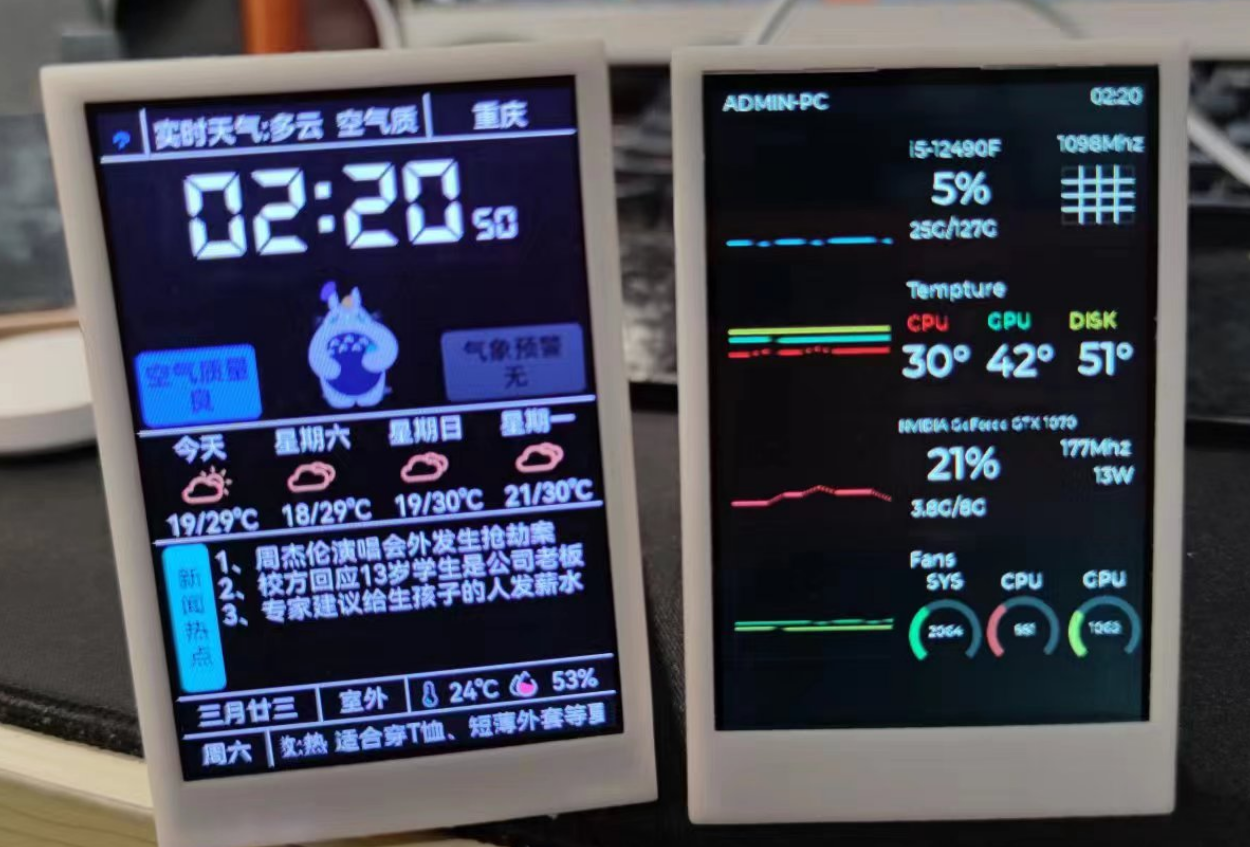 实时天气:多云 空气质
重庆
02:20 50
空气质量
良
气象预警
无
今天 星期六 星期日 星期一
19/29℃ 18/29℃ 19/30℃ 21/30℃
新闻热点
1、周杰伦演唱会外发生抢劫案
2、校方回应13岁学生是公司老板
3、专家建议给生孩子的人发薪水
三月廿三 室外 24℃ 53%
周六 热 适合穿T恤、短薄外套等
ADMIN-PC 02:20
i5-12490F 1098Mhz
5%
25G/127G
Tempture
CPU GPU DISK
30° 42° 51°
NVIDIA GeForce GTX 1070
21% 177Mhz
13W
3.8G/8G
Fans
SYS CPU GPU
2064